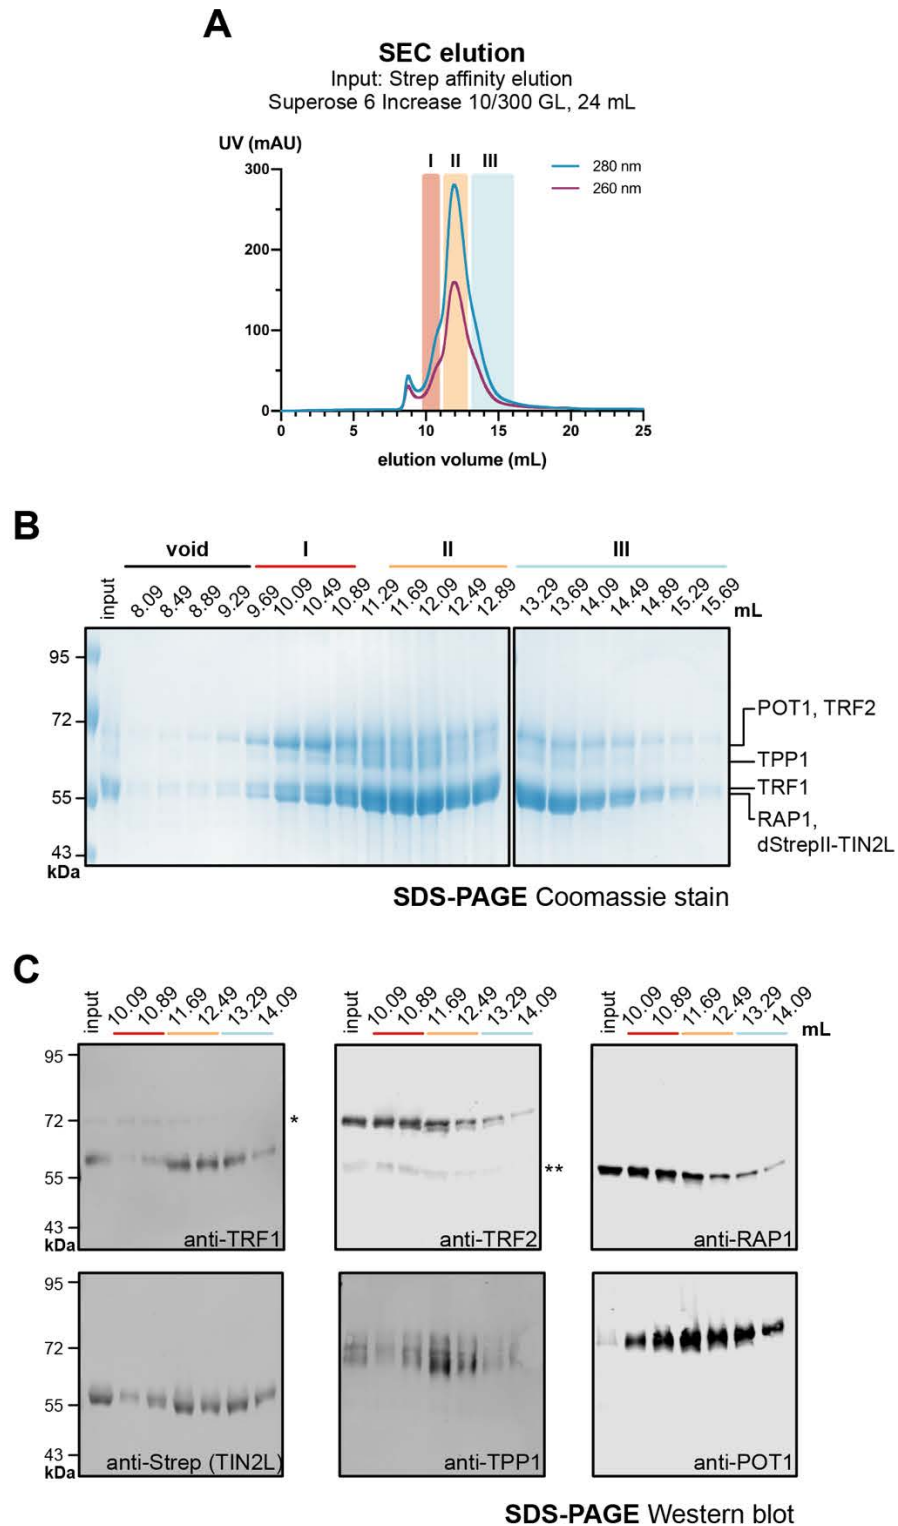 A
SEC elution
Input: Strep affinity elution
Superose 6 Increase 10/300 GL, 24 mL
UV (mAU)
I II III
280 nm
260 nm
300
200
100
0
0 5 10 15 20 25
elution volume (mL)
B
void I II III
input 8.09 8.49 8.89 9.29 9.69 10.09 10.49 10.89 11.29 11.69 12.09 12.49 12.89 13.29 13.69 14.09 14.49 14.89 15.29 15.69 mL
95
72
55
43
kDa
POT1, TRF2
TPP1
TRF1
RAP1,
dStrepII-TIN2L
SDS-PAGE Coomassie stain
C
input 10.09 10.89 11.69 12.49 13.29 14.09
input 10.09 10.89 11.69 12.49 13.29 14.09
input 10.09 10.89 11.69 12.49 13.29 14.09 mL
95
72
55
43
kDa
*
**
anti-TRF1
anti-TRF2
anti-RAP1
95
72
55
43
kDa
anti-Strep (TIN2L)
anti-TPP1
anti-POT1
SDS-PAGE Western blot